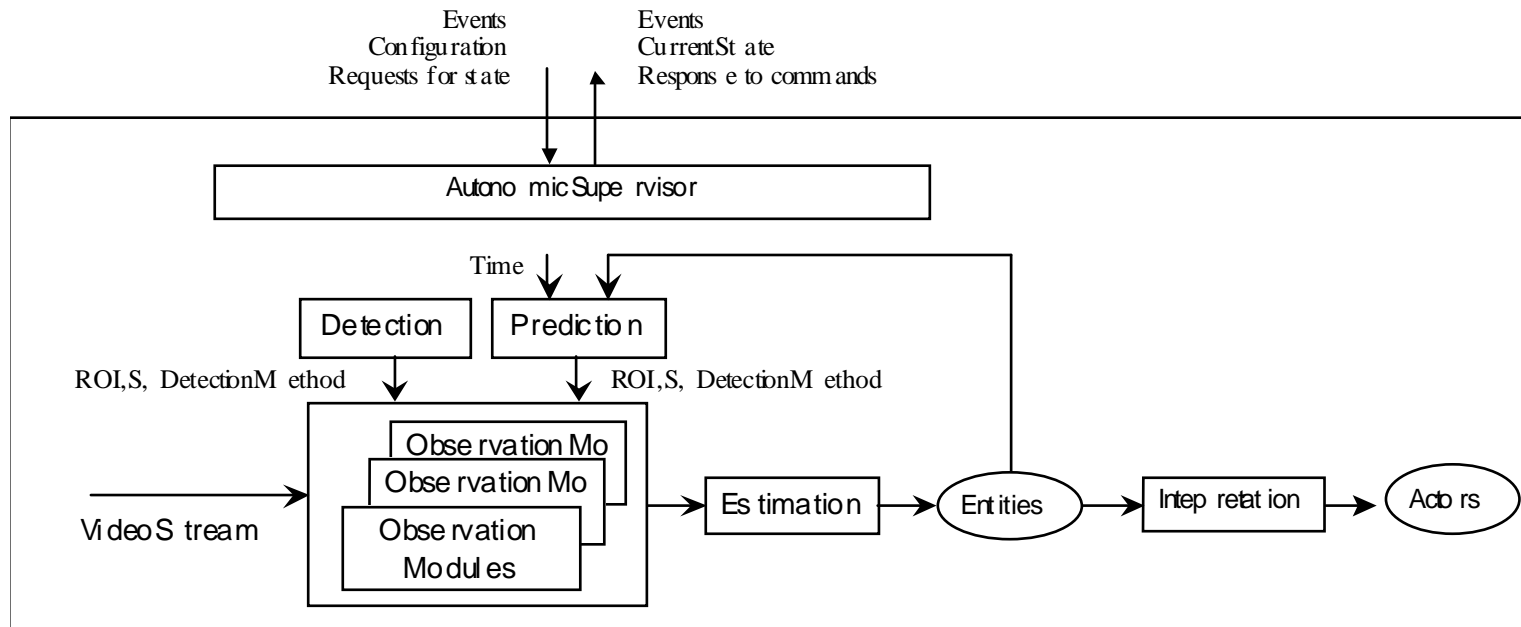 Events
Configuration
Requests for state
Events
CurrentState
Response to commands
AutonomicSupervisor
Time
Detection
Prediction
ROI,S, DetectionMethod
ROI,S, DetectionMethod
Observation Mo
Observation Mo
Observation
Modules
VideoStream
Estimation
Entities
Intepretation
Actors